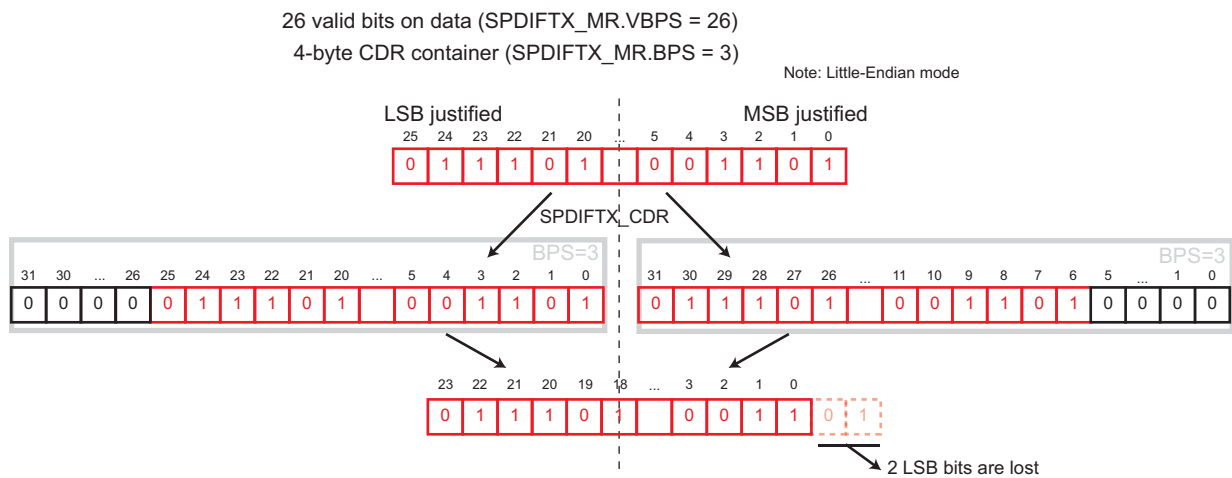 26 valid bits on data (SPDIFTX_MR.VBPS = 26)
4-byte CDR container (SPDIFTX_MR.BPS = 3)
Note: Little-Endian mode
LSB justified MSB justified
25 24 23 22 21 20 ... 5 4 3 2 1 0
0 1 1 1 0 1 0 0 1 1 0 1
SPDIFTX_CDR
BPS=3 BPS=3
31 30 ... 26 25 24 23 22 21 20 ... 5 4 3 2 1 0 31 30 29 28 27 26 ... 11 10 9 8 7 6 5 ... 1 0
0 0 0 0 0 1 1 1 0 1 0 0 1 1 0 1 0 1 1 1 0 1 0 0 1 1 0 1 0 0 0 0
23 22 21 20 19 18 ... 3 2 1 0
0 1 1 1 0 1 0 0 1 1 0 1
2 LSB bits are lost